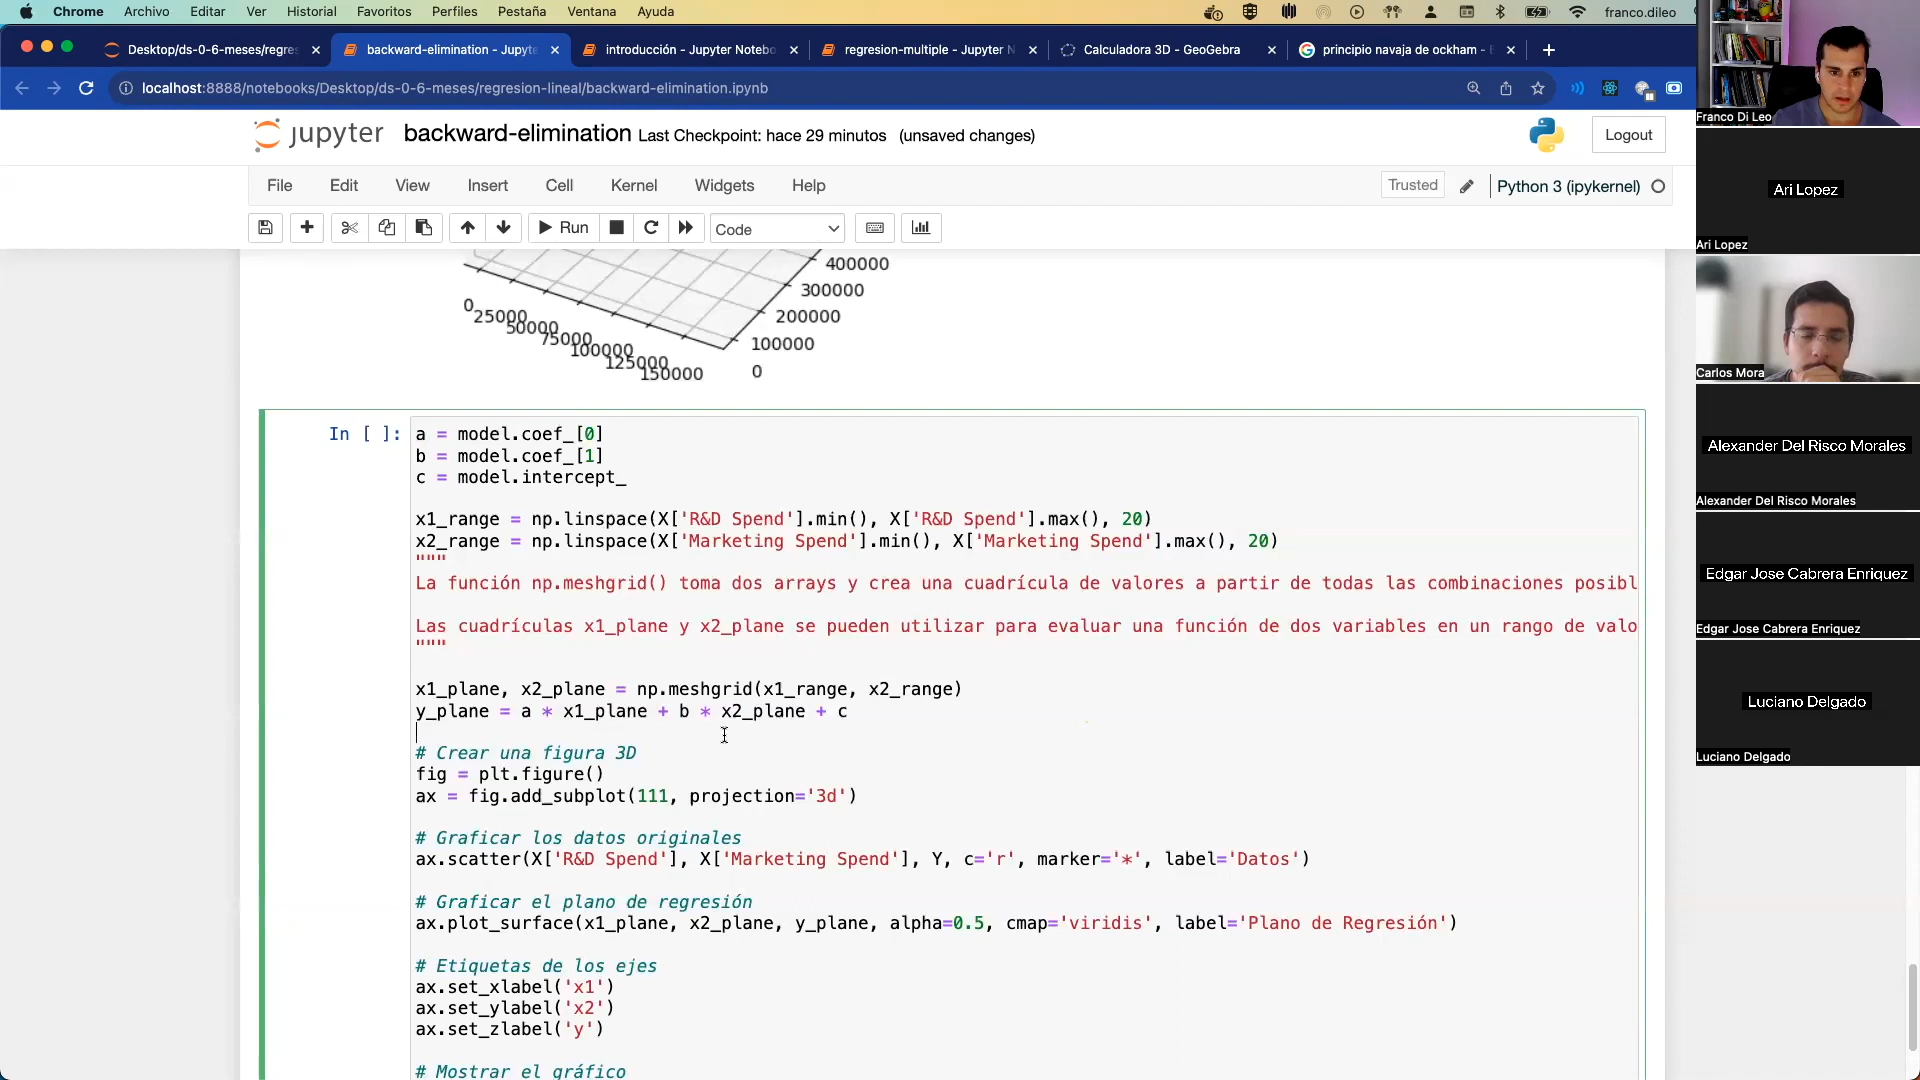 Chrome Archivo Editar Ver Historial Favoritos Perfiles Pestaña Ventana Ayuda franco.dileo
Desktop/ds-0-6-meses/regres
backward-elimination - Jupyte
introducción - Jupyter Notebo
regresion-multiple - Jupyter N
Calculadora 3D - GeoGebra
principio navaja de ockham -
localhost:8888/notebooks/Desktop/ds-0-6-meses/regresion-lineal/backward-elimination.ipynb
jupyter backward-elimination Last Checkpoint: hace 29 minutos (unsaved changes)
Logout
File Edit View Insert Cell Kernel Widgets Help
Trusted Python 3 (ipykernel)
Run Code
400000
300000
200000
100000
0
0
25000
50000
75000
100000
125000
150000
In [ ]:
a = model.coef_[0]
b = model.coef_[1]
c = model.intercept_
x1_range = np.linspace(X['R&D Spend'].min(), X['R&D Spend'].max(), 20)
x2_range = np.linspace(X['Marketing Spend'].min(), X['Marketing Spend'].max(), 20)
"""
La función np.meshgrid() toma dos arrays y crea una cuadrícula de valores a partir de todas las combinaciones posibl
Las cuadrículas x1_plane y x2_plane se pueden utilizar para evaluar una función de dos variables en un rango de valo
"""
x1_plane, x2_plane = np.meshgrid(x1_range, x2_range)
y_plane = a * x1_plane + b * x2_plane + c
# Crear una figura 3D
fig = plt.figure()
ax = fig.add_subplot(111, projection='3d')
# Graficar los datos originales
ax.scatter(X['R&D Spend'], X['Marketing Spend'], Y, c='r', marker='*', label='Datos')
# Graficar el plano de regresión
ax.plot_surface(x1_plane, x2_plane, y_plane, alpha=0.5, cmap='viridis', label='Plano de Regresión')
# Etiquetas de los ejes
ax.set_xlabel('x1')
ax.set_ylabel('x2')
ax.set_zlabel('y')
# Mostrar el gráfico
Franco Di Leo
Ari Lopez
Ari Lopez
Carlos Mora
Alexander Del Risco Morales
Alexander Del Risco Morales
Edgar Jose Cabrera Enriquez
Edgar Jose Cabrera Enriquez
Luciano Delgado
Luciano Delgado